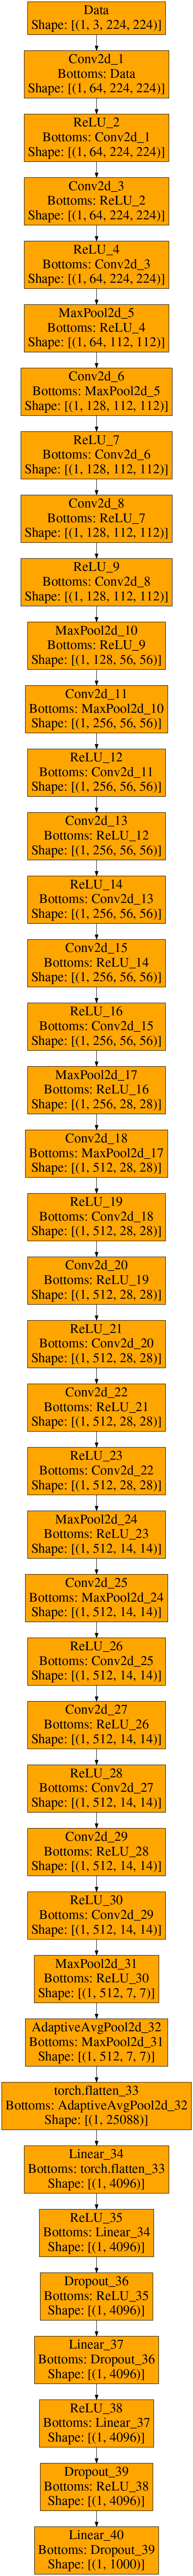 Data
Shape: [(1, 3, 224, 224)]
Conv2d_1
Bottoms: Data
Shape: [(1, 64, 224, 224)]
ReLU_2
Bottoms: Conv2d_1
Shape: [(1, 64, 224, 224)]
Conv2d_3
Bottoms: ReLU_2
Shape: [(1, 64, 224, 224)]
ReLU_4
Bottoms: Conv2d_3
Shape: [(1, 64, 224, 224)]
MaxPool2d_5
Bottoms: ReLU_4
Shape: [(1, 64, 112, 112)]
Conv2d_6
Bottoms: MaxPool2d_5
Shape: [(1, 128, 112, 112)]
ReLU_7
Bottoms: Conv2d_6
Shape: [(1, 128, 112, 112)]
Conv2d_8
Bottoms: ReLU_7
Shape: [(1, 128, 112, 112)]
ReLU_9
Bottoms: Conv2d_8
Shape: [(1, 128, 112, 112)]
MaxPool2d_10
Bottoms: ReLU_9
Shape: [(1, 128, 56, 56)]
Conv2d_11
Bottoms: MaxPool2d_10
Shape: [(1, 256, 56, 56)]
ReLU_12
Bottoms: Conv2d_11
Shape: [(1, 256, 56, 56)]
Conv2d_13
Bottoms: ReLU_12
Shape: [(1, 256, 56, 56)]
ReLU_14
Bottoms: Conv2d_13
Shape: [(1, 256, 56, 56)]
Conv2d_15
Bottoms: ReLU_14
Shape: [(1, 256, 56, 56)]
ReLU_16
Bottoms: Conv2d_15
Shape: [(1, 256, 56, 56)]
MaxPool2d_17
Bottoms: ReLU_16
Shape: [(1, 256, 28, 28)]
Conv2d_18
Bottoms: MaxPool2d_17
Shape: [(1, 512, 28, 28)]
ReLU_19
Bottoms: Conv2d_18
Shape: [(1, 512, 28, 28)]
Conv2d_20
Bottoms: ReLU_19
Shape: [(1, 512, 28, 28)]
ReLU_21
Bottoms: Conv2d_20
Shape: [(1, 512, 28, 28)]
Conv2d_22
Bottoms: ReLU_21
Shape: [(1, 512, 28, 28)]
ReLU_23
Bottoms: Conv2d_22
Shape: [(1, 512, 28, 28)]
MaxPool2d_24
Bottoms: ReLU_23
Shape: [(1, 512, 14, 14)]
Conv2d_25
Bottoms: MaxPool2d_24
Shape: [(1, 512, 14, 14)]
ReLU_26
Bottoms: Conv2d_25
Shape: [(1, 512, 14, 14)]
Conv2d_27
Bottoms: ReLU_26
Shape: [(1, 512, 14, 14)]
ReLU_28
Bottoms: Conv2d_27
Shape: [(1, 512, 14, 14)]
Conv2d_29
Bottoms: ReLU_28
Shape: [(1, 512, 14, 14)]
ReLU_30
Bottoms: Conv2d_29
Shape: [(1, 512, 14, 14)]
MaxPool2d_31
Bottoms: ReLU_30
Shape: [(1, 512, 7, 7)]
AdaptiveAvgPool2d_32
Bottoms: MaxPool2d_31
Shape: [(1, 512, 7, 7)]
torch.flatten_33
Bottoms: AdaptiveAvgPool2d_32
Shape: [(1, 25088)]
Linear_34
Bottoms: torch.flatten_33
Shape: [(1, 4096)]
ReLU_35
Bottoms: Linear_34
Shape: [(1, 4096)]
Dropout_36
Bottoms: ReLU_35
Shape: [(1, 4096)]
Linear_37
Bottoms: Dropout_36
Shape: [(1, 4096)]
ReLU_38
Bottoms: Linear_37
Shape: [(1, 4096)]
Dropout_39
Bottoms: ReLU_38
Shape: [(1, 4096)]
Linear_40
Bottoms: Dropout_39
Shape: [(1, 1000)]